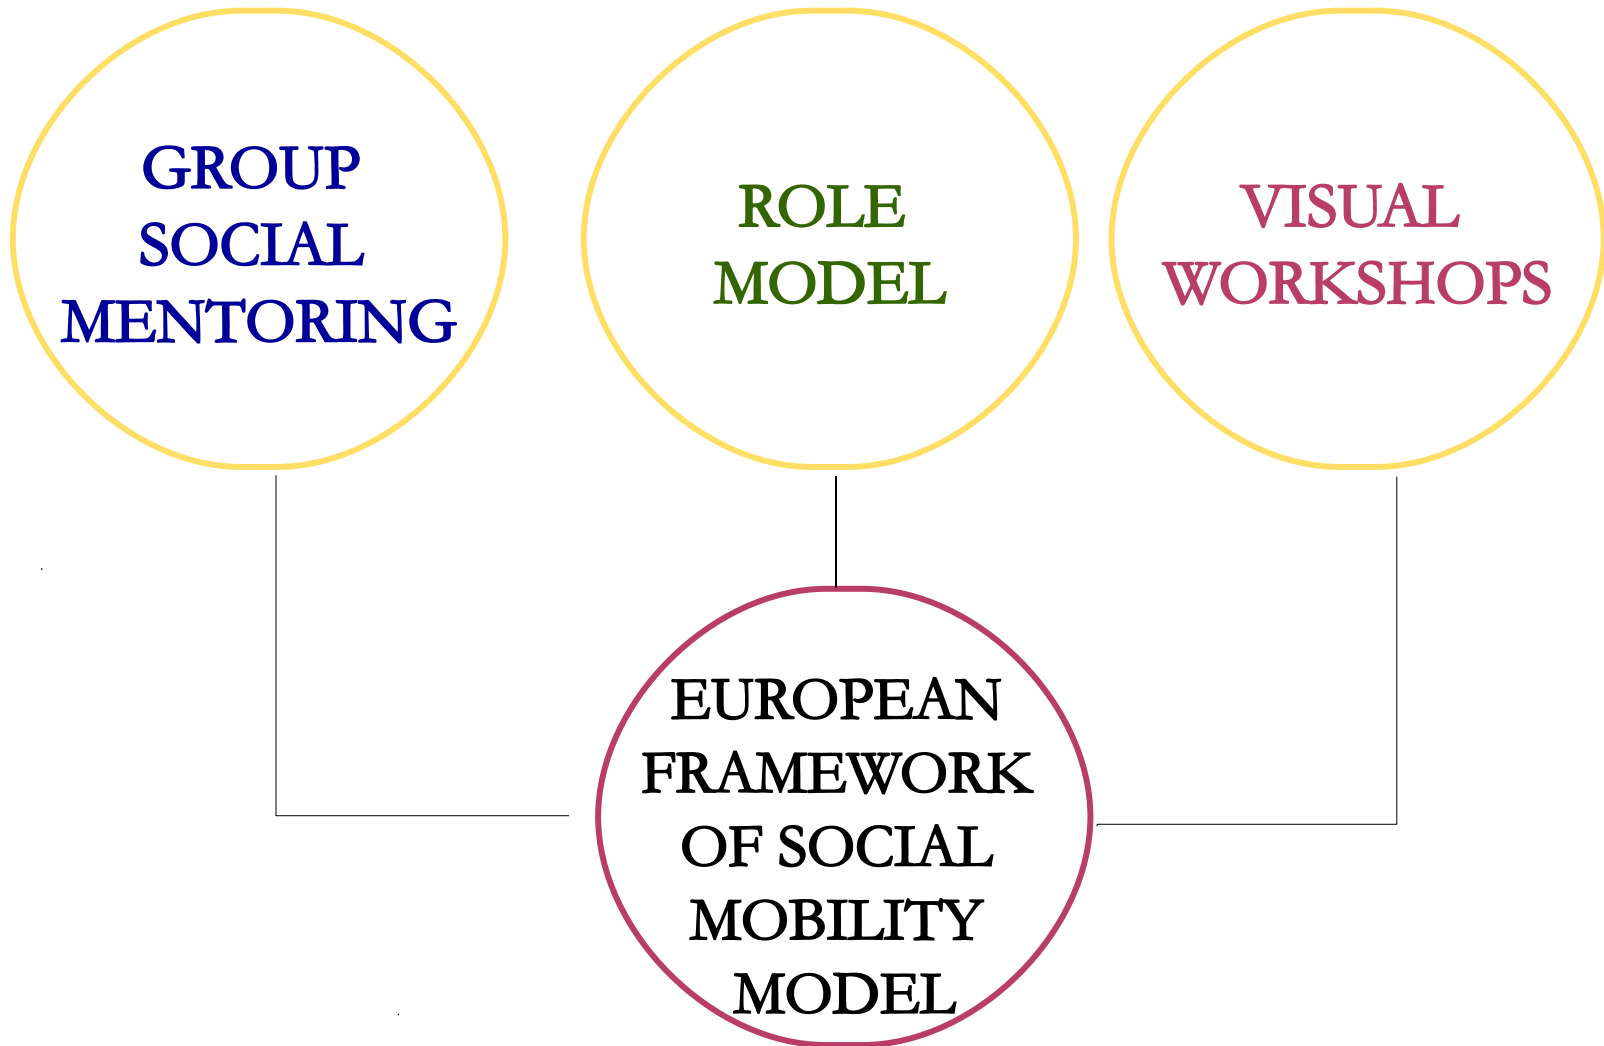 GROUP
SOCIAL
MENTORING
ROLE
MODEL
VISUAL
WORKSHOPS
EUROPEAN
FRAMEWORK
OF SOCIAL
MOBILITY
MODEL